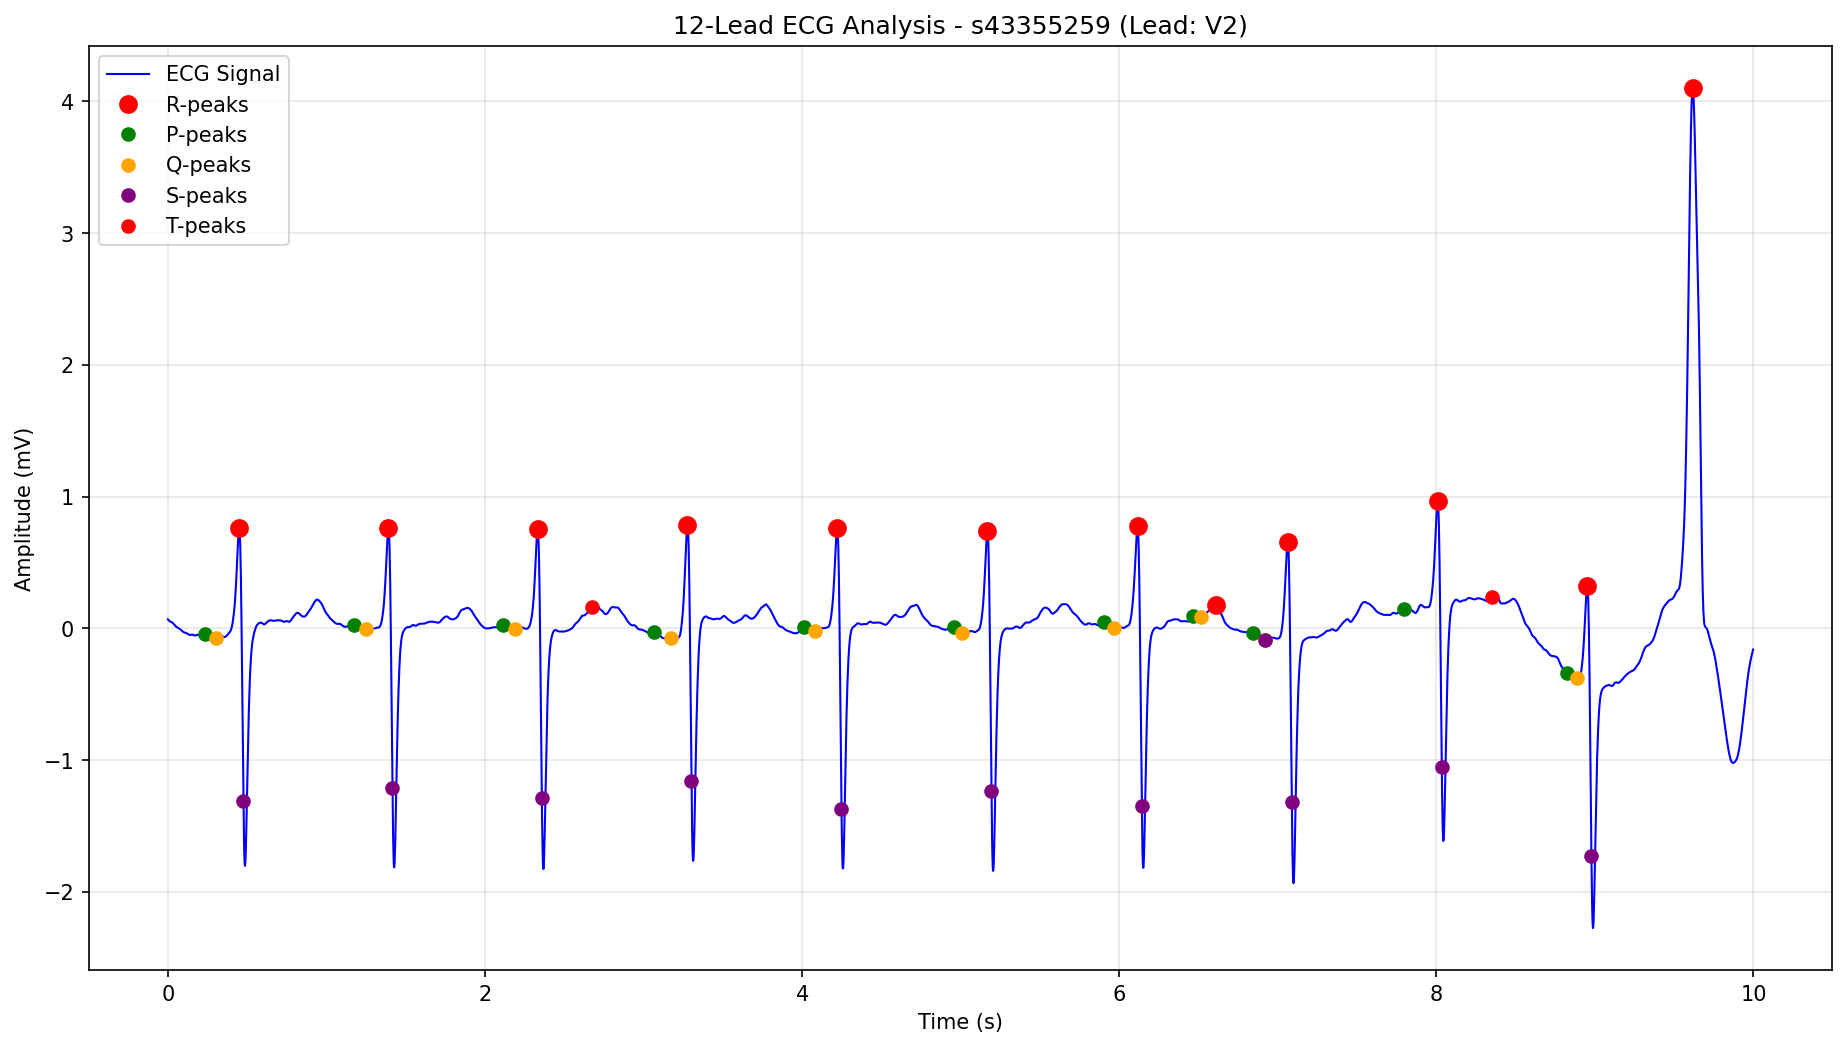 12-Lead ECG Analysis - s43355259 (Lead: V2)
ECG Signal
R-peaks
P-peaks
Q-peaks
S-peaks
T-peaks
Amplitude (mV)
4
3
2
1
0
−1
−2
0
2
4
6
8
10
Time (s)